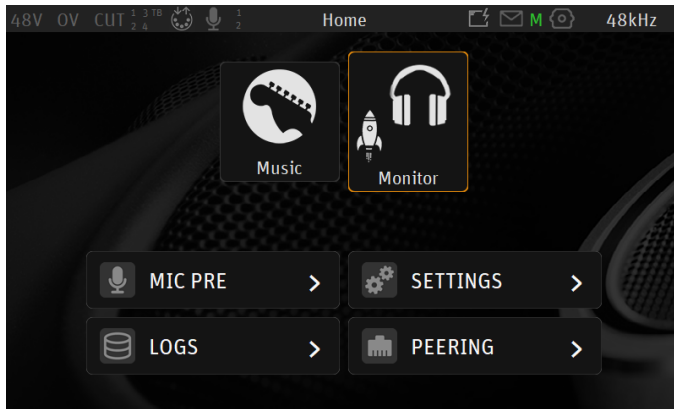 48V OV CUT 1 3 TB 1 Home M 48kHz
2 4 2
Music
Monitor
MIC PRE
SETTINGS
LOGS
PEERING